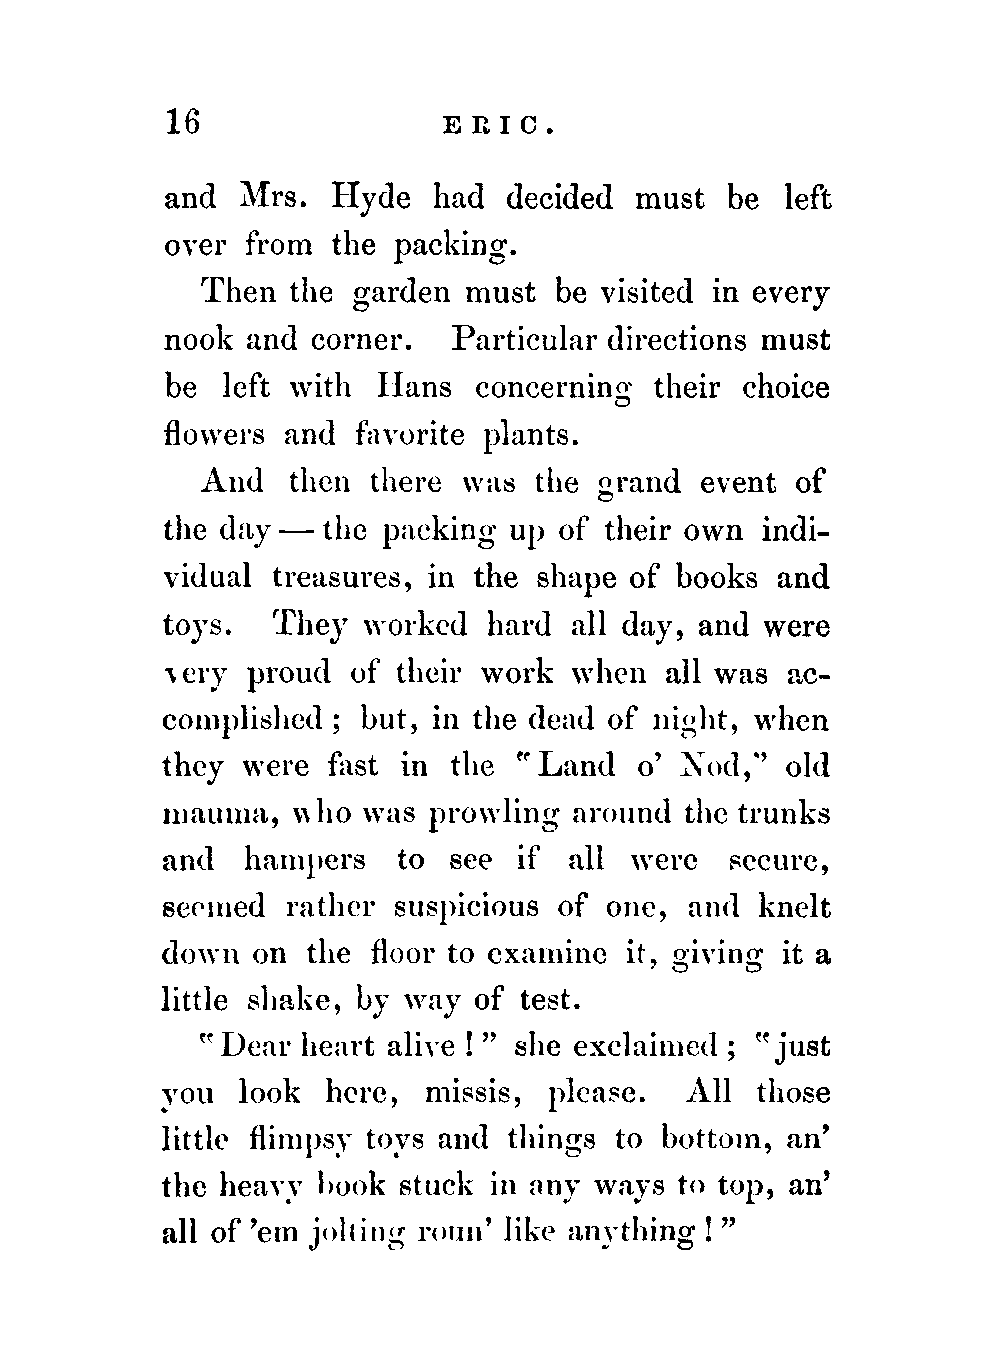 16 ERIC.
and Mrs. Hyde had decided must be left
over from the packing.
Then the garden must be visited in every
nook and corner. Particular directions must
be left with Hans concerning their choice
flowers and favorite plants.
And then there was the grand event of
the day — the packing up of their own indi-
vidual treasures, in the shape of books and
toys. They worked hard all day, and were
very proud of their work when all was ac-
complished; but, in the dead of night, when
they were fast in the "Land o' Nod," old
mauma, who was prowling around the trunks
and hampers to see if all were secure,
seemed rather suspicious of one, and knelt
down on the floor to examine it, giving it a
little shake, by way of test.
"Dear heart alive!" she exclaimed; "just
you look here, missis, please. All those
little flimpsy toys and things to bottom, an'
the heavy book stuck in any ways to top, an'
all of 'em jolting roun' like anything!"